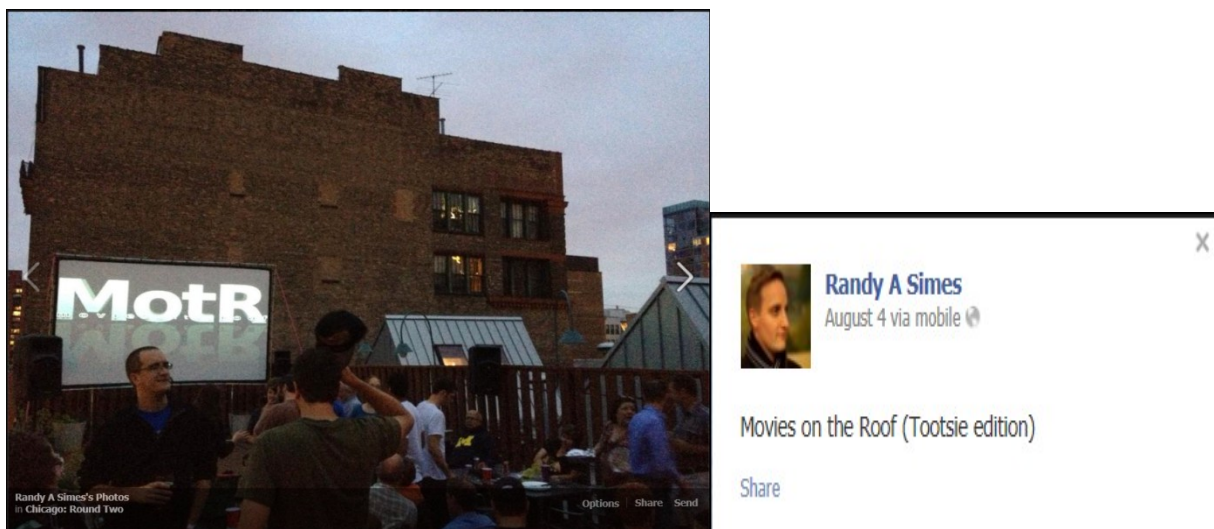 MotR
Randy A Simes's Photos
in Chicago: Round Two
Options Share Send
Randy A Simes
August 4 via mobile
Movies on the Roof (Tootsie edition)
Share